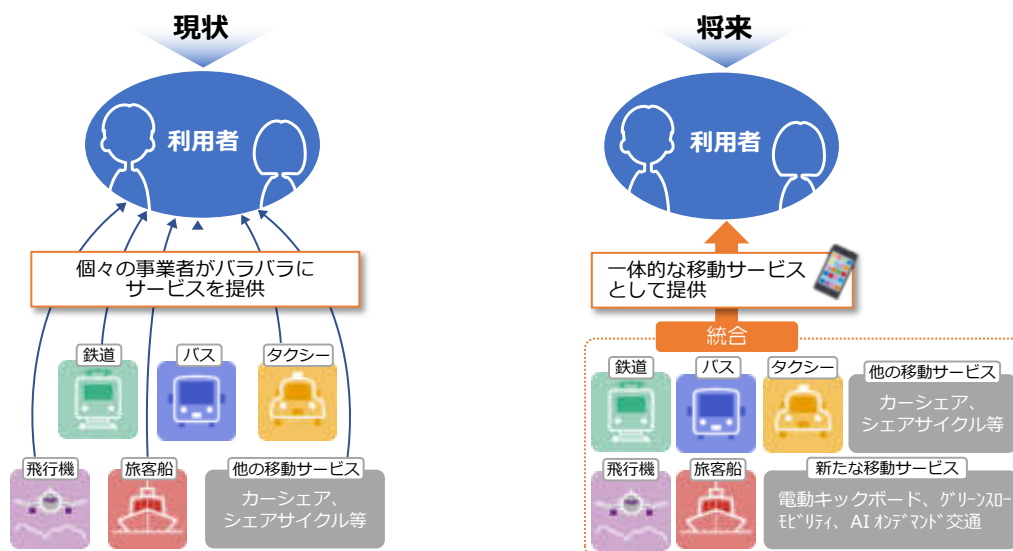 現状
利用者
個々の事業者がバラバラに
サービスを提供
鉄道
バス
タクシー
飛行機
旅客船
他の移動サービス
カーシェア、
シェアサイクル等
将来
利用者
一体的な移動サービス
として提供
統合
鉄道
バス
タクシー
他の移動サービス
カーシェア、
シェアサイクル等
飛行機
旅客船
新たな移動サービス
電動キックボード、グリーンスロー
モビリティ、AIオンデマンド交通